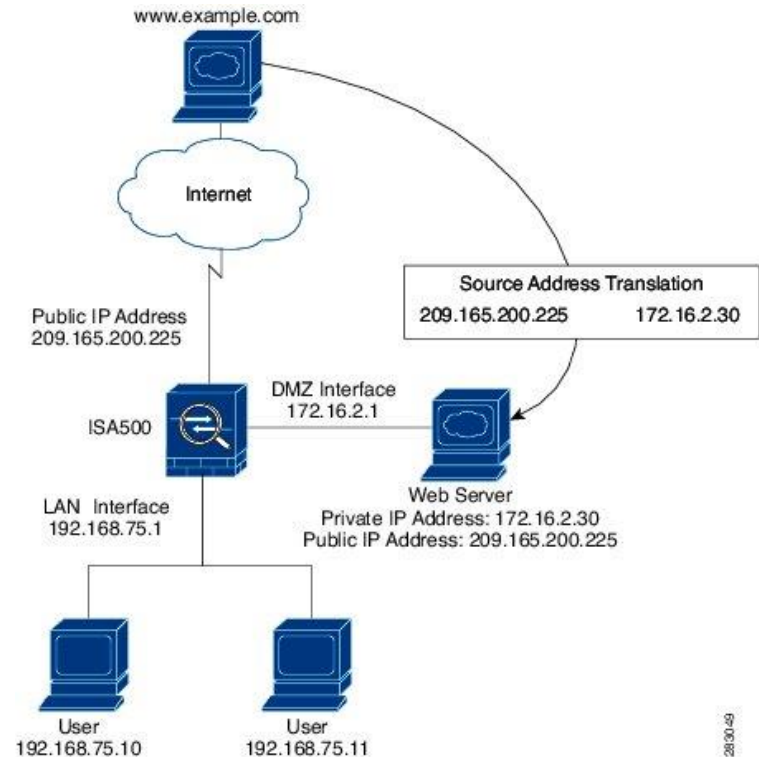 www.example.com
Internet
Source Address Translation
209.165.200.225 172.16.2.30
Public IP Address
209.165.200.225
DMZ Interface
172.16.2.1
ISA500
Web Server
Private IP Address: 172.16.2.30
Public IP Address: 209.165.200.225
LAN Interface
192.168.75.1
User
192.168.75.10
User
192.168.75.11
283049